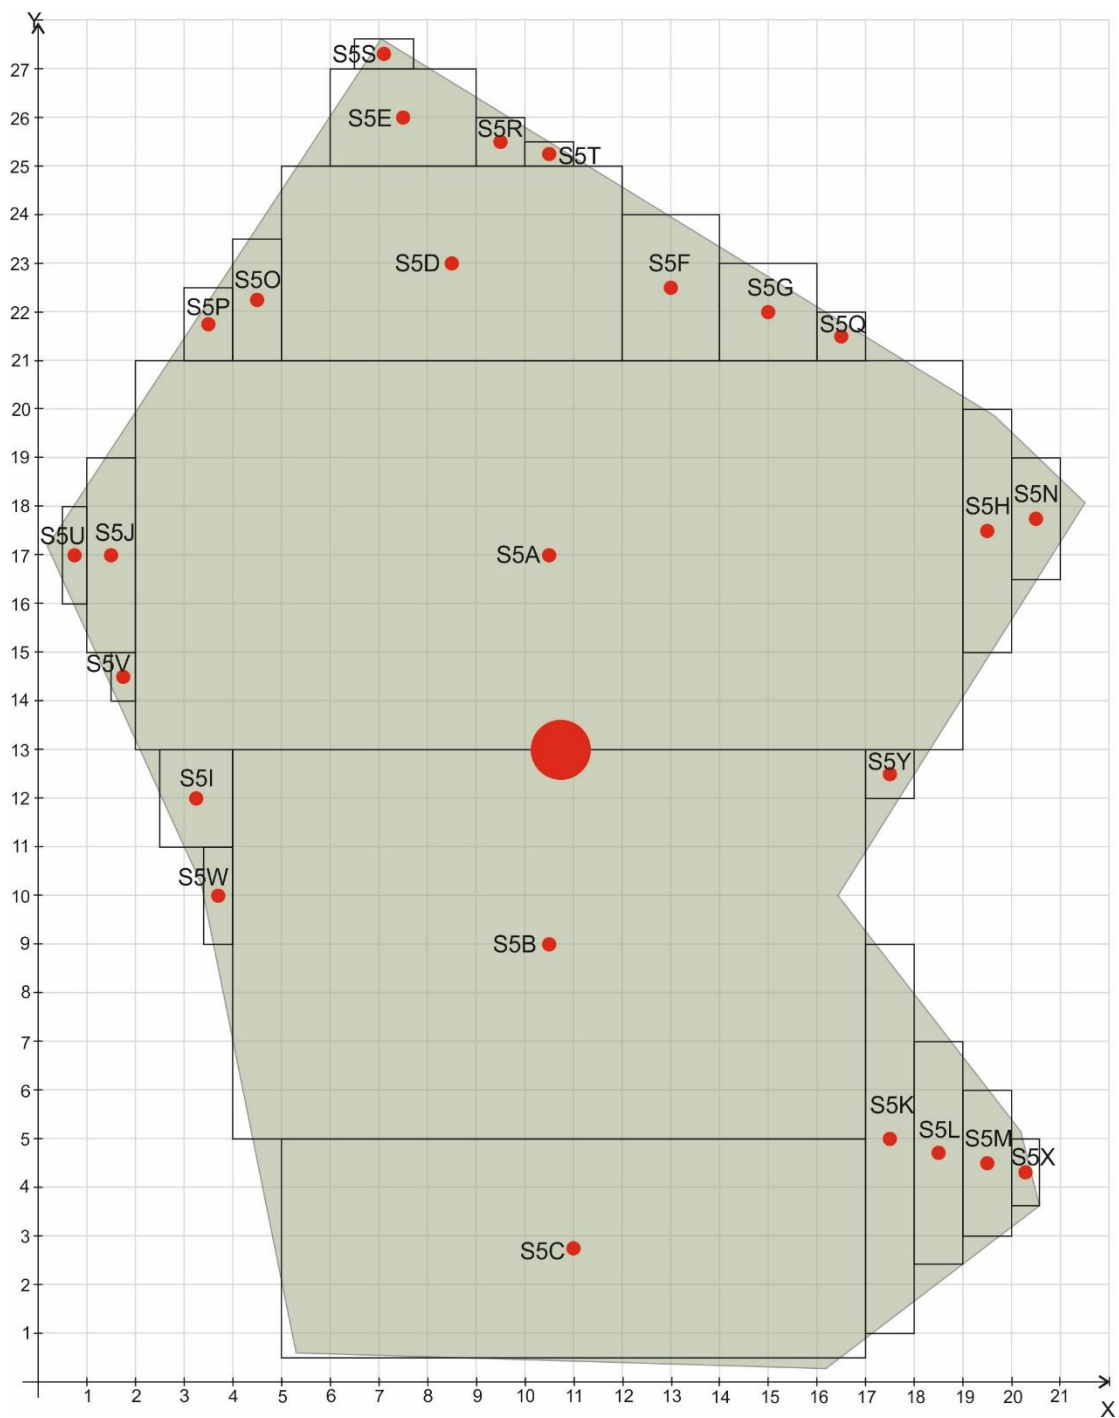 Y
S5S
27
S5E
26
S5R
S5T
25
24
S5D
S5F
23
S5O
S5G
S5P
22
S5Q
21
20
19
S5N
18
S5H
S5U
S5J
17
S5A
16
15
S5V
14
13
S5Y
S5I
12
11
S5W
10
S5B
9
8
7
6
S5K
S5L
5
S5M
S5X
4
3
S5C
2
1
1 2 3 4 5 6 7 8 9 10 11 12 13 14 15 16 17 18 19 20 21
X